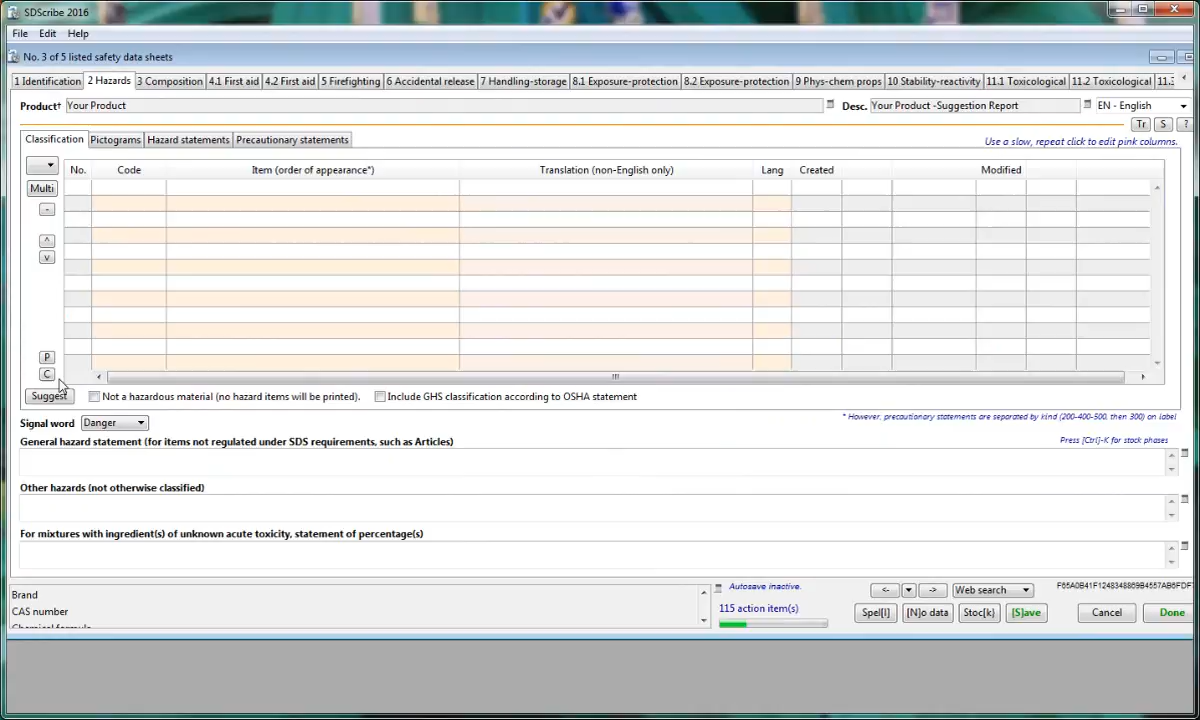 SDScribe 2016
File Edit Help
No. 3 of 5 listed safety data sheets
1 Identification 2 Hazards 3 Composition 4.1 First aid 4.2 First aid 5 Firefighting 6 Accidental release 7 Handling-storage 8.1 Exposure-protection 8.2 Exposure-protection 9 Phys-chem props 10 Stability-reactivity 11.1 Toxicological 11.2 Toxicological 11.3
Product† Your Product Desc. Your Product -Suggestion Report EN - English
Tr S ?
Classification Pictograms Hazard statements Precautionary statements Use a slow, repeat click to edit pink columns.
No. Code Item (order of appearance*) Translation (non-English only) Lang Created Modified
Multi
-
^
v
P
C
Suggest Not a hazardous material (no hazard items will be printed). Include GHS classification according to OSHA statement
* However, precautionary statements are separated by kind (200-400-500, then 300) on label
Signal word Danger
General hazard statement (for items not regulated under SDS requirements, such as Articles) Press [Ctrl]-K for stock phases
Other hazards (not otherwise classified)
For mixtures with ingredient(s) of unknown acute toxicity, statement of percentage(s)
Brand Autosave inactive. <- -> Web search
CAS number 115 action item(s) Spel[l] [N]o data Stoc[k] [S]ave Cancel Done
Chemical formula